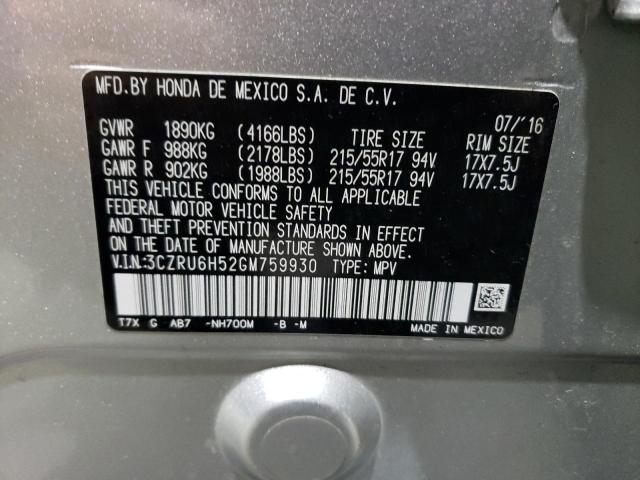 MFD.BY HONDA DE MEXICO S.A. DE C.V.
07/'16
GVWR 1890KG (4166LBS) TIRE SIZE RIM SIZE
GAWR F 988KG (2178LBS) 215/55R17 94V 17X7.5J
GAWR R 902KG (1988LBS) 215/55R17 94V 17X7.5J
THIS VEHICLE CONFORMS TO ALL APPLICABLE
FEDERAL MOTOR VEHICLE SAFETY
AND THEFT PREVENTION STANDARDS IN EFFECT
ON THE DATE OF MANUFACTURE SHOWN ABOVE.
V.I.N:3CZRU6H52GM759930 TYPE: MPV
T7X G AB7 -NH700M -B -M MADE IN MEXICO